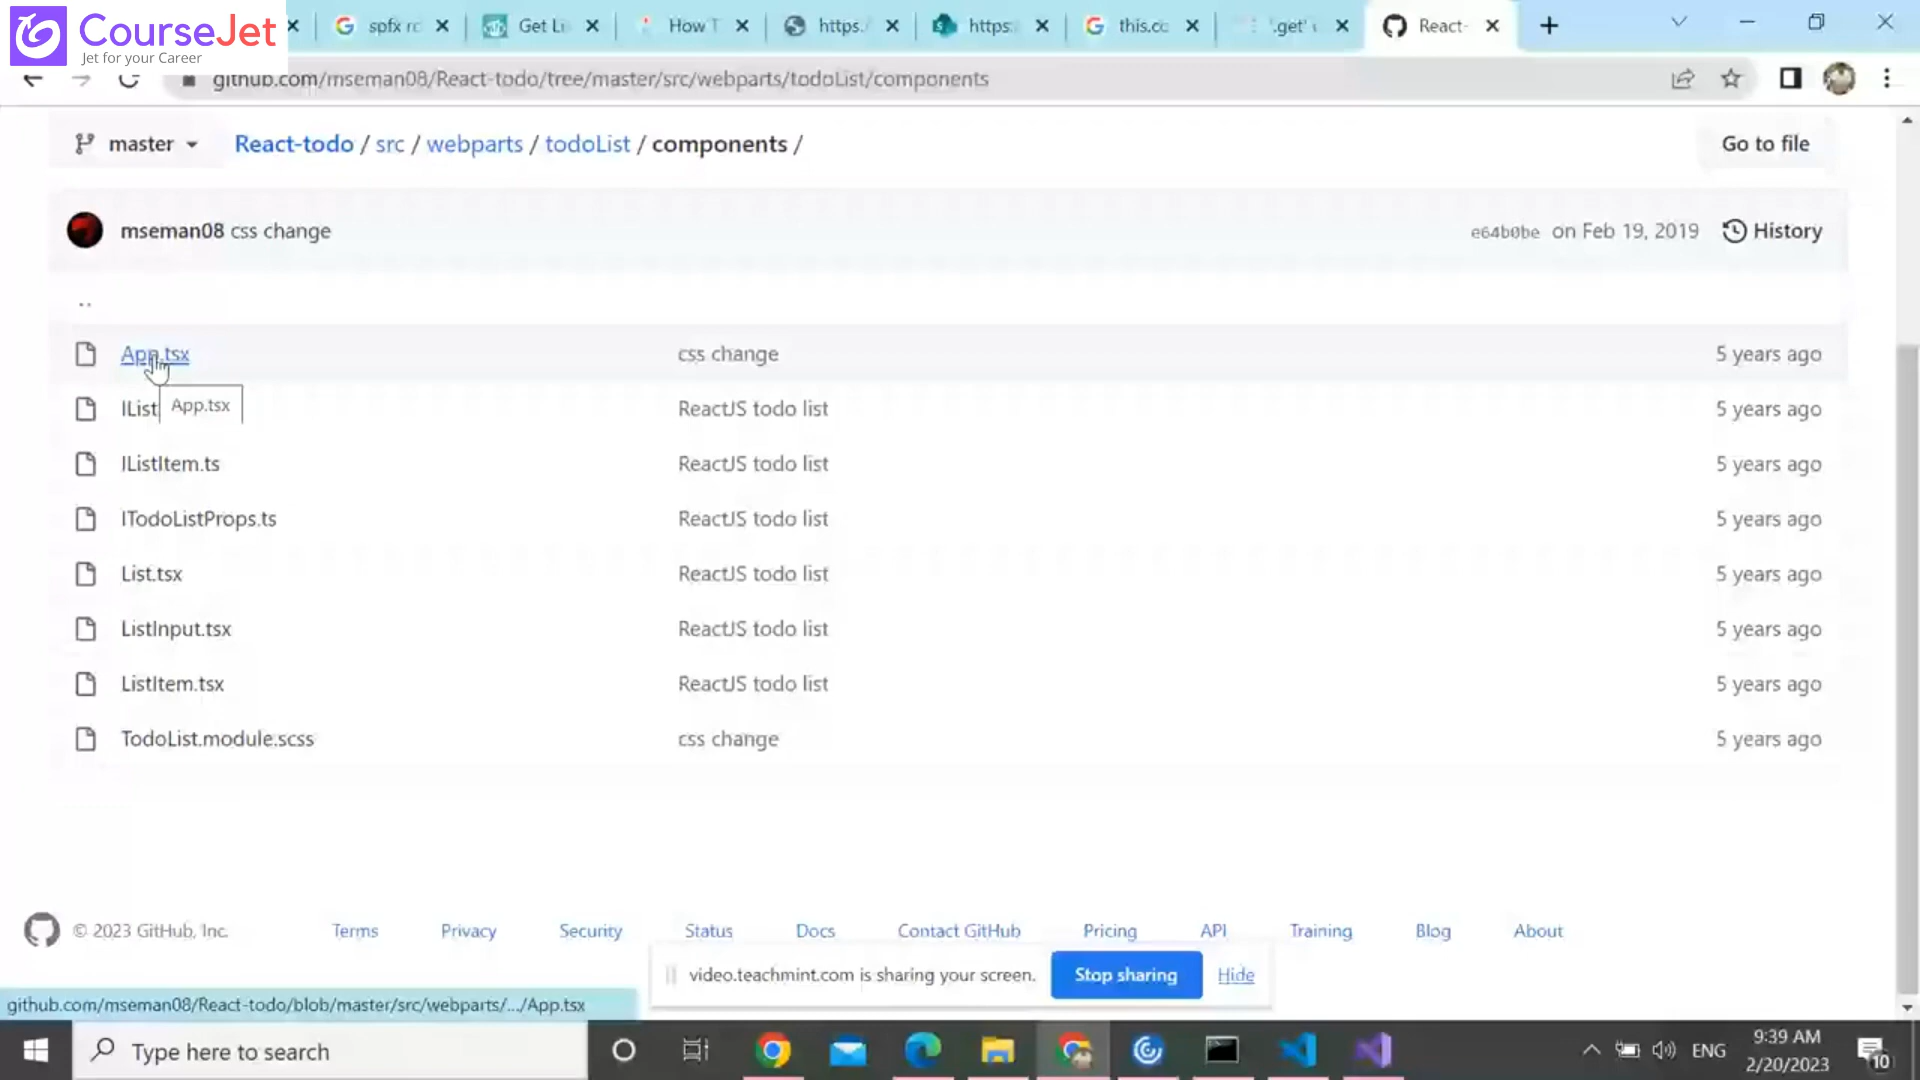 CourseJet
Jet for your Career
spfx rc
Get Li
How T
https:/
https:
this.cc
'.get' i
React-
github.com/mseman08/React-todo/tree/master/src/webparts/todoList/components
master
React-todo / src / webparts / todoList / components /
Go to file
mseman08 css change
e64b0be on Feb 19, 2019
History
..
App.tsx css change 5 years ago
App.tsx
IList ReactJS todo list 5 years ago
IListItem.ts ReactJS todo list 5 years ago
ITodoListProps.ts ReactJS todo list 5 years ago
List.tsx ReactJS todo list 5 years ago
ListInput.tsx ReactJS todo list 5 years ago
ListItem.tsx ReactJS todo list 5 years ago
TodoList.module.scss css change 5 years ago
© 2023 GitHub, Inc. Terms Privacy Security Status Docs Contact GitHub Pricing API Training Blog About
video.teachmint.com is sharing your screen. Stop sharing Hide
github.com/mseman08/React-todo/blob/master/src/webparts/.../App.tsx
Type here to search
ENG
9:39 AM
2/20/2023
10